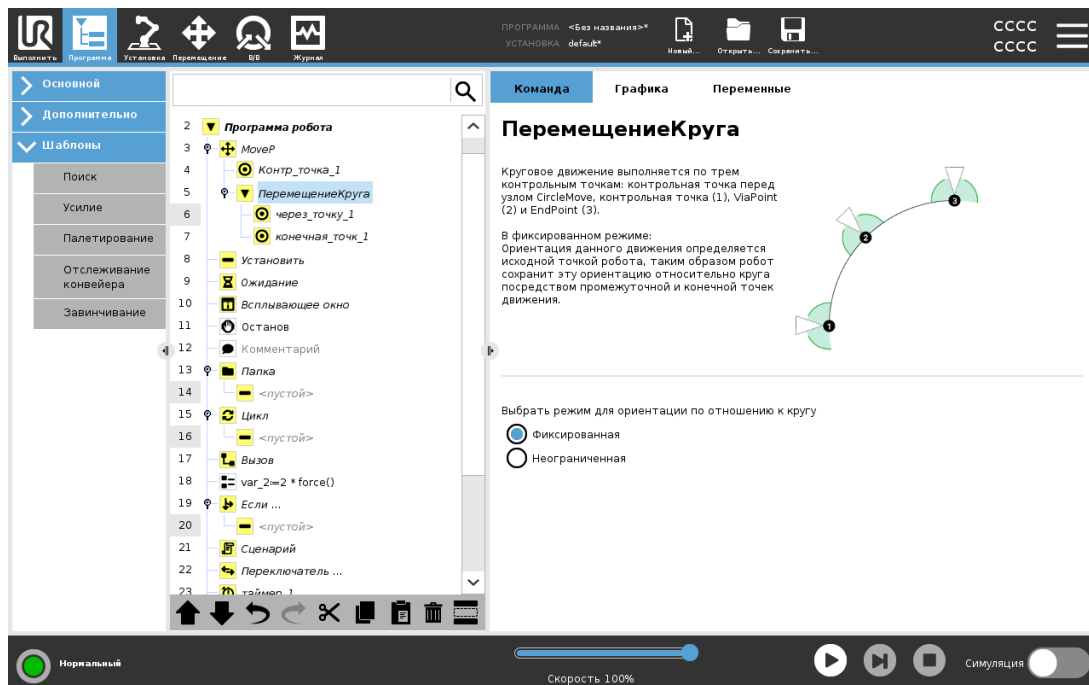 UR
ПРОГРАММА <Без названия>*
УСТАНОВКА default*
Новый... Открыть... Сохранить...
CCCC
CCCC
Выполнить Программа Установка Перемещение В/В Журнал
Основной
Дополнительно
Шаблоны
Поиск
Усилие
Палетирование
Отслеживание
конвейера
Завинчивание
2 Программа робота
3 MoveP
4 Контр_точка_1
5 ПеремещениеКруга
6 через_точку_1
7 конечная_точк_1
8 Установить
9 Ожидание
10 Всплывающее окно
11 Останов
12 Комментарий
13 Папка
14 <пустой>
15 Цикл
16 <пустой>
17 Вызов
18 var_2≔2 * force()
19 Если ...
20 <пустой>
21 Сценарий
22 Переключатель ...
23 таймер_1
Команда Графика Переменные
ПеремещениеКруга
Круговое движение выполняется по трем
контрольным точкам: контрольная точка перед
узлом CircleMove, контрольная точка (1), ViaPoint
(2) и EndPoint (3).
В фиксированном режиме:
Ориентация данного движения определяется
исходной точкой робота, таким образом робот
сохранит эту ориентацию относительно круга
посредством промежуточной и конечной точек
движения.
3
2
1
Выбрать режим для ориентации по отношению к кругу
Фиксированная
Неограниченная
Нормальный
Скорость 100%
Симуляция